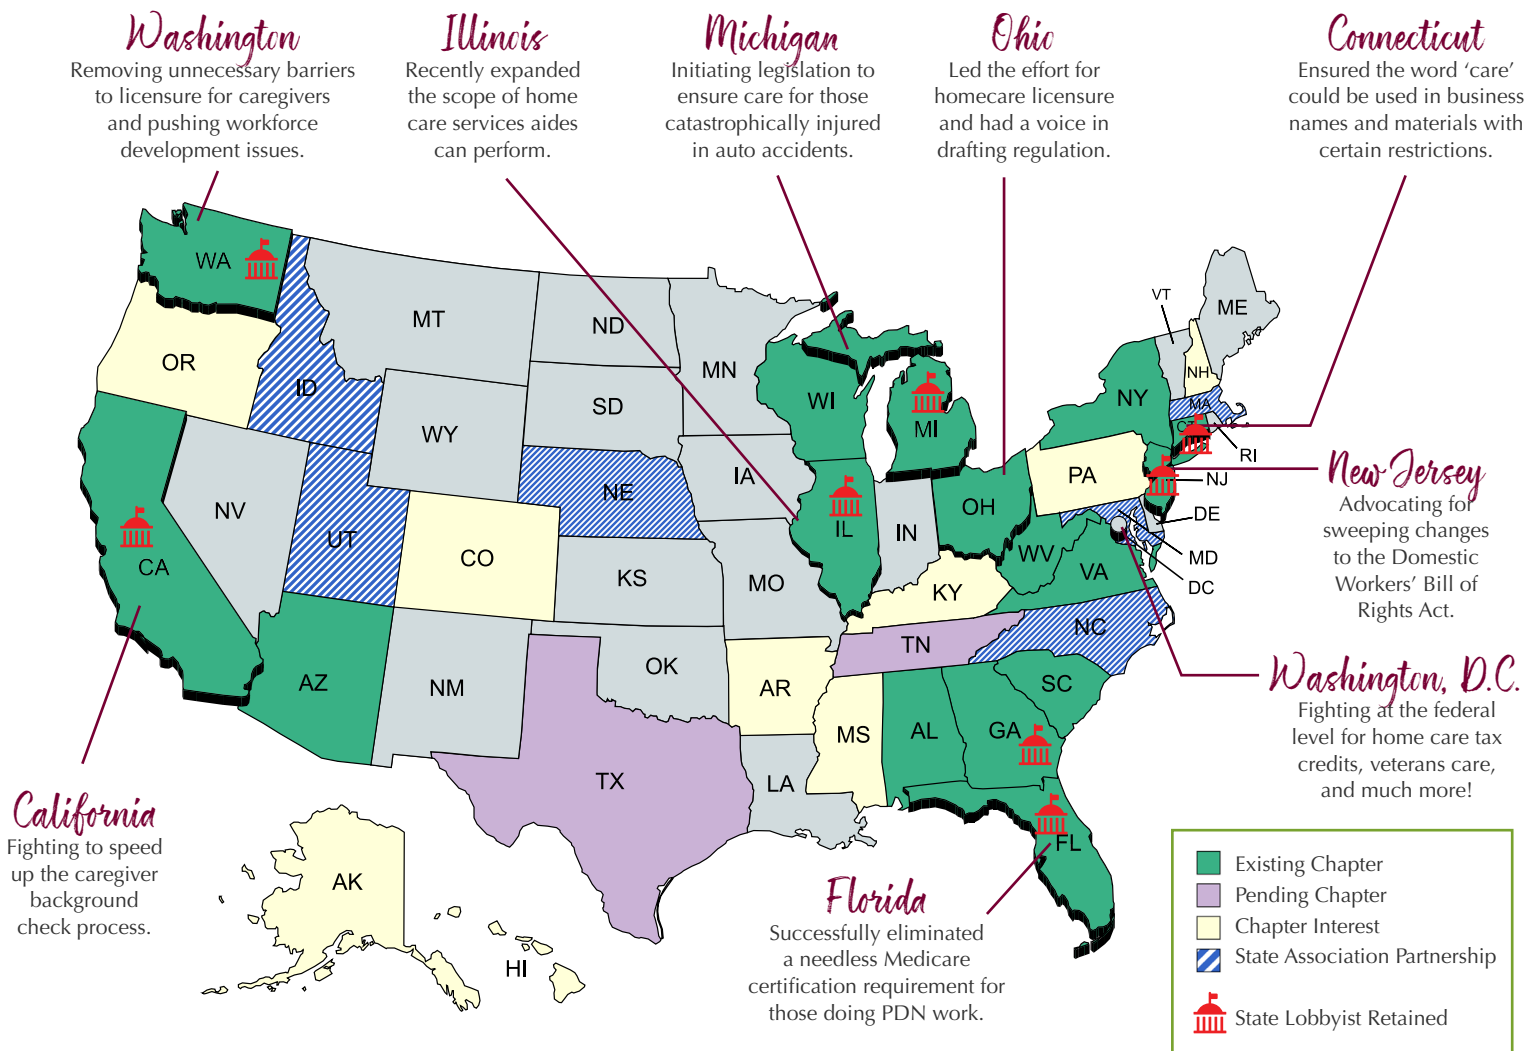 Washington
Removing unnecessary barriers
to licensure for caregivers
and pushing workforce
development issues.
Illinois
Recently expanded
the scope of home
care services aides
can perform.
Michigan
Initiating legislation to
ensure care for those
catastrophically injured
in auto accidents.
Ohio
Led the effort for
homecare licensure
and had a voice in
drafting regulation.
Connecticut
Ensured the word ‘care’
could be used in business
names and materials with
certain restrictions.
WA
MT
ND
MN
VT
ME
OR
ID
SD
WI
MI
NY
NH
MA
CT
RI
WY
IA
NE
PA
NJ
New Jersey
Advocating for
sweeping changes
to the Domestic
Workers’ Bill of
Rights Act.
NV
UT
CO
IL
IN
OH
DE
MD
DC
CA
KS
MO
WV
VA
KY
NC
TN
AZ
NM
OK
AR
SC
MS
AL
GA
TX
LA
FL
AK
HI
Washington, D.C.
Fighting at the federal
level for home care tax
credits, veterans care,
and much more!
California
Fighting to speed
up the caregiver
background
check process.
Florida
Successfully eliminated
a needless Medicare
certification requirement for
those doing PDN work.
Existing Chapter
Pending Chapter
Chapter Interest
State Association Partnership
State Lobbyist Retained